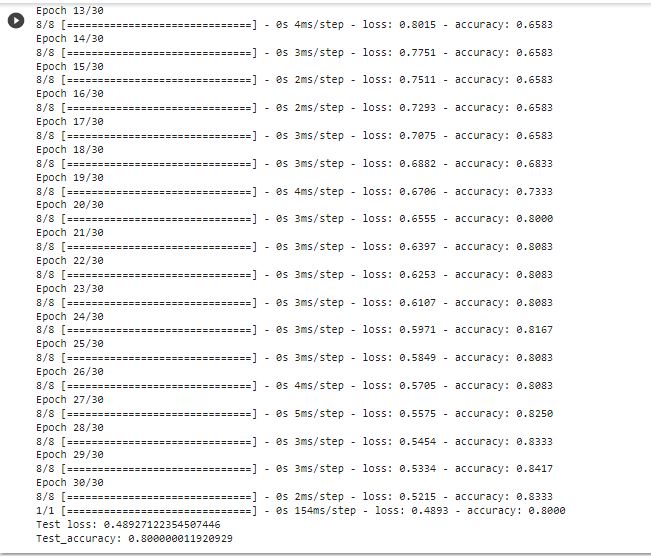 Epoch 13/30
8/8 [==============================] - 0s 4ms/step - loss: 0.8015 - accuracy: 0.6583
Epoch 14/30
8/8 [==============================] - 0s 3ms/step - loss: 0.7751 - accuracy: 0.6583
Epoch 15/30
8/8 [==============================] - 0s 2ms/step - loss: 0.7511 - accuracy: 0.6583
Epoch 16/30
8/8 [==============================] - 0s 2ms/step - loss: 0.7293 - accuracy: 0.6583
Epoch 17/30
8/8 [==============================] - 0s 3ms/step - loss: 0.7075 - accuracy: 0.6583
Epoch 18/30
8/8 [==============================] - 0s 3ms/step - loss: 0.6882 - accuracy: 0.6833
Epoch 19/30
8/8 [==============================] - 0s 4ms/step - loss: 0.6706 - accuracy: 0.7333
Epoch 20/30
8/8 [==============================] - 0s 3ms/step - loss: 0.6555 - accuracy: 0.8000
Epoch 21/30
8/8 [==============================] - 0s 3ms/step - loss: 0.6397 - accuracy: 0.8083
Epoch 22/30
8/8 [==============================] - 0s 3ms/step - loss: 0.6253 - accuracy: 0.8083
Epoch 23/30
8/8 [==============================] - 0s 3ms/step - loss: 0.6107 - accuracy: 0.8083
Epoch 24/30
8/8 [==============================] - 0s 3ms/step - loss: 0.5971 - accuracy: 0.8167
Epoch 25/30
8/8 [==============================] - 0s 3ms/step - loss: 0.5849 - accuracy: 0.8083
Epoch 26/30
8/8 [==============================] - 0s 4ms/step - loss: 0.5705 - accuracy: 0.8083
Epoch 27/30
8/8 [==============================] - 0s 5ms/step - loss: 0.5575 - accuracy: 0.8250
Epoch 28/30
8/8 [==============================] - 0s 3ms/step - loss: 0.5454 - accuracy: 0.8333
Epoch 29/30
8/8 [==============================] - 0s 3ms/step - loss: 0.5334 - accuracy: 0.8417
Epoch 30/30
8/8 [==============================] - 0s 2ms/step - loss: 0.5215 - accuracy: 0.8333
1/1 [==============================] - 0s 154ms/step - loss: 0.4893 - accuracy: 0.8000
Test loss: 0.48927122354507446
Test_accuracy: 0.800000011920929